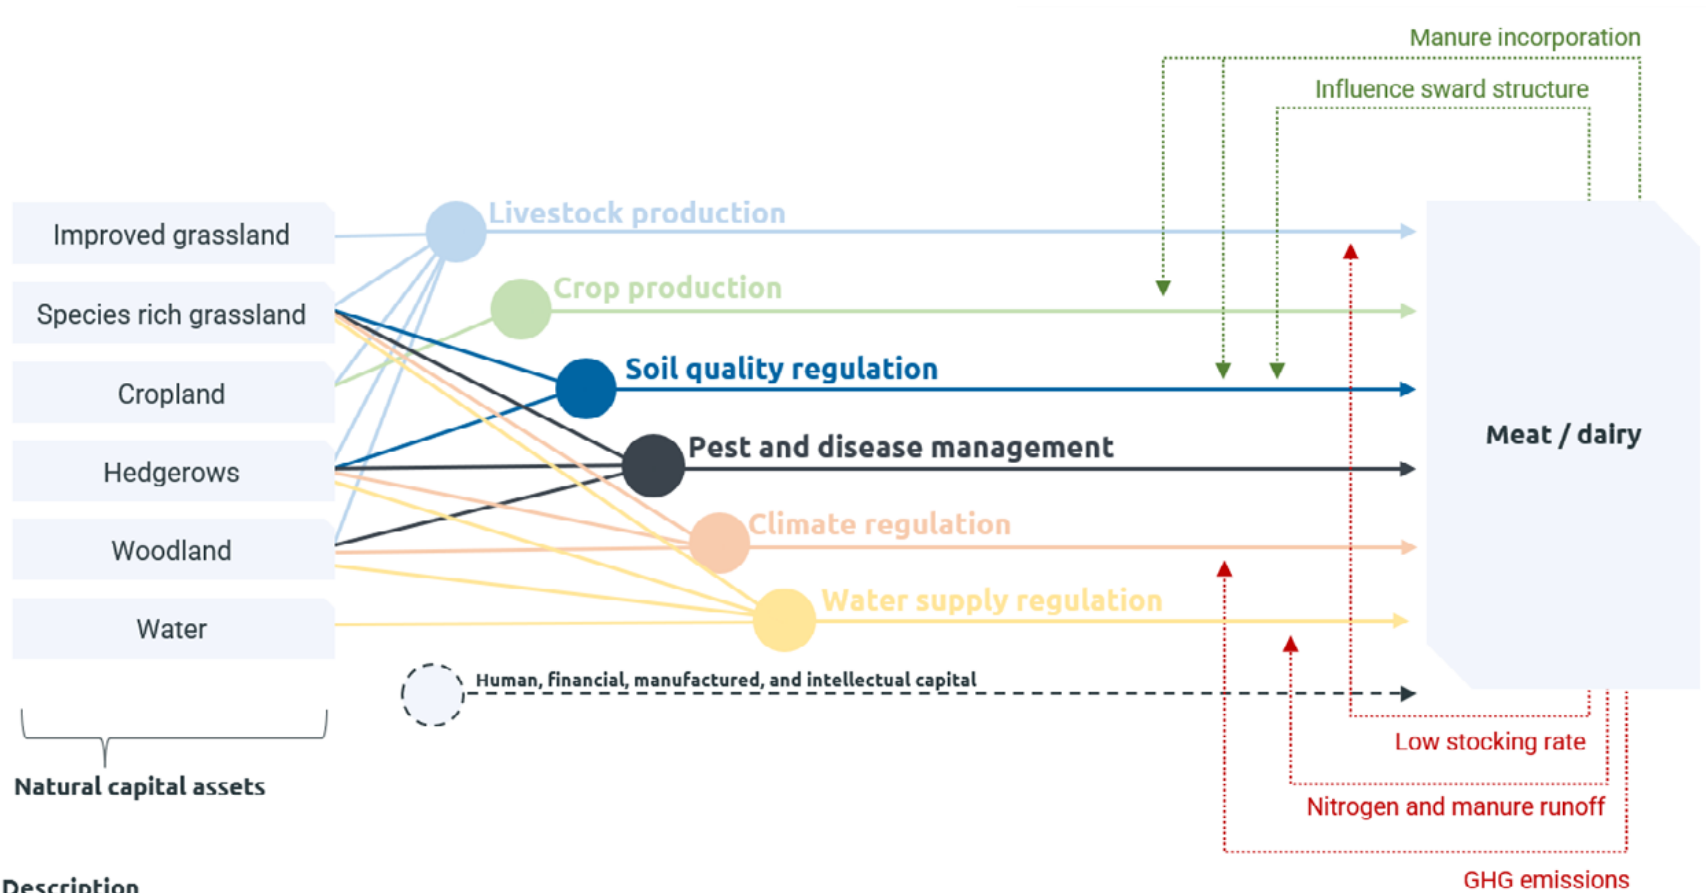 Manure incorporation
Influence sward structure
Livestock production
Improved grassland
Crop production
Species rich grassland
Soil quality regulation
Cropland
Meat / dairy
Pest and disease management
Hedgerows
Climate regulation
Woodland
Water supply regulation
Water
Human, financial, manufactured, and intellectual capital
Low stocking rate
Natural capital assets
Nitrogen and manure runoff
GHG emissions
Description